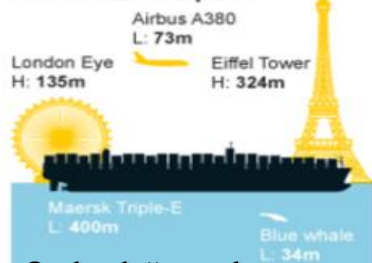 Airbus A380
L: 73m
London Eye
H: 135m
Eiffel Tower
H: 324m
Maersk Triple-E
L: 400m
Blue whale
L: 34m